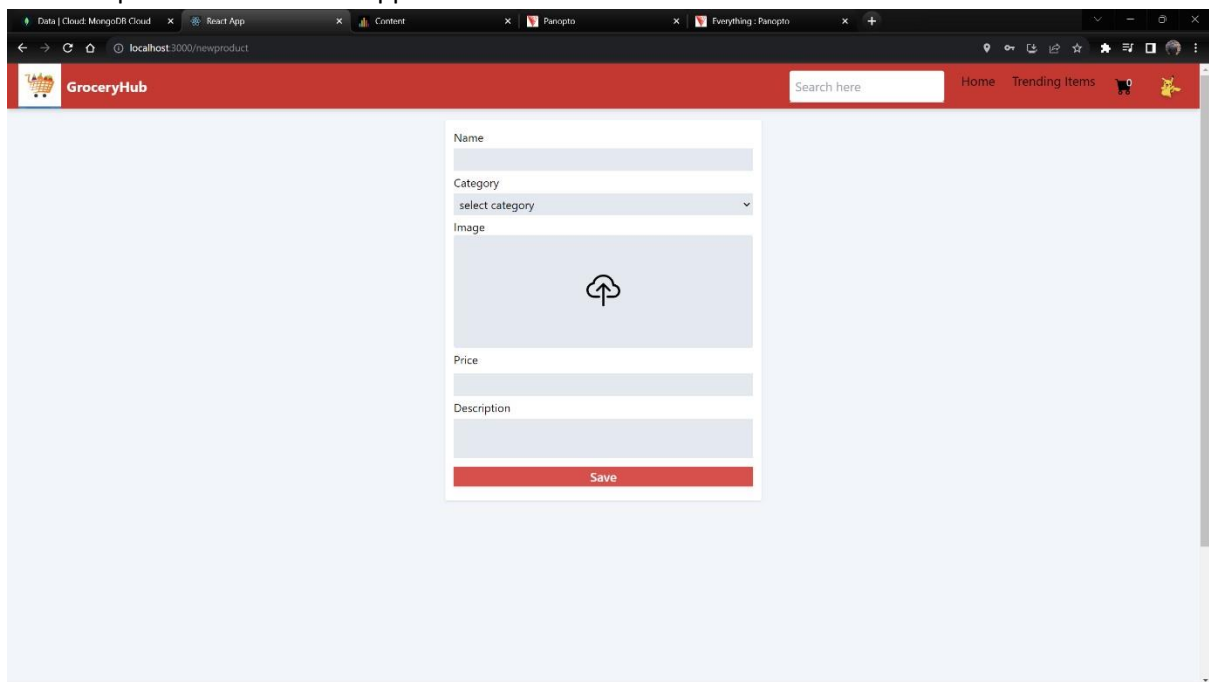 Data | Cloud: MongoDB Cloud React App Content Panopto Everything : Panopto
localhost:3000/newproduct
GroceryHub Search here Home Trending Items 0
Name
Category
select category
Image
Price
Description
Save